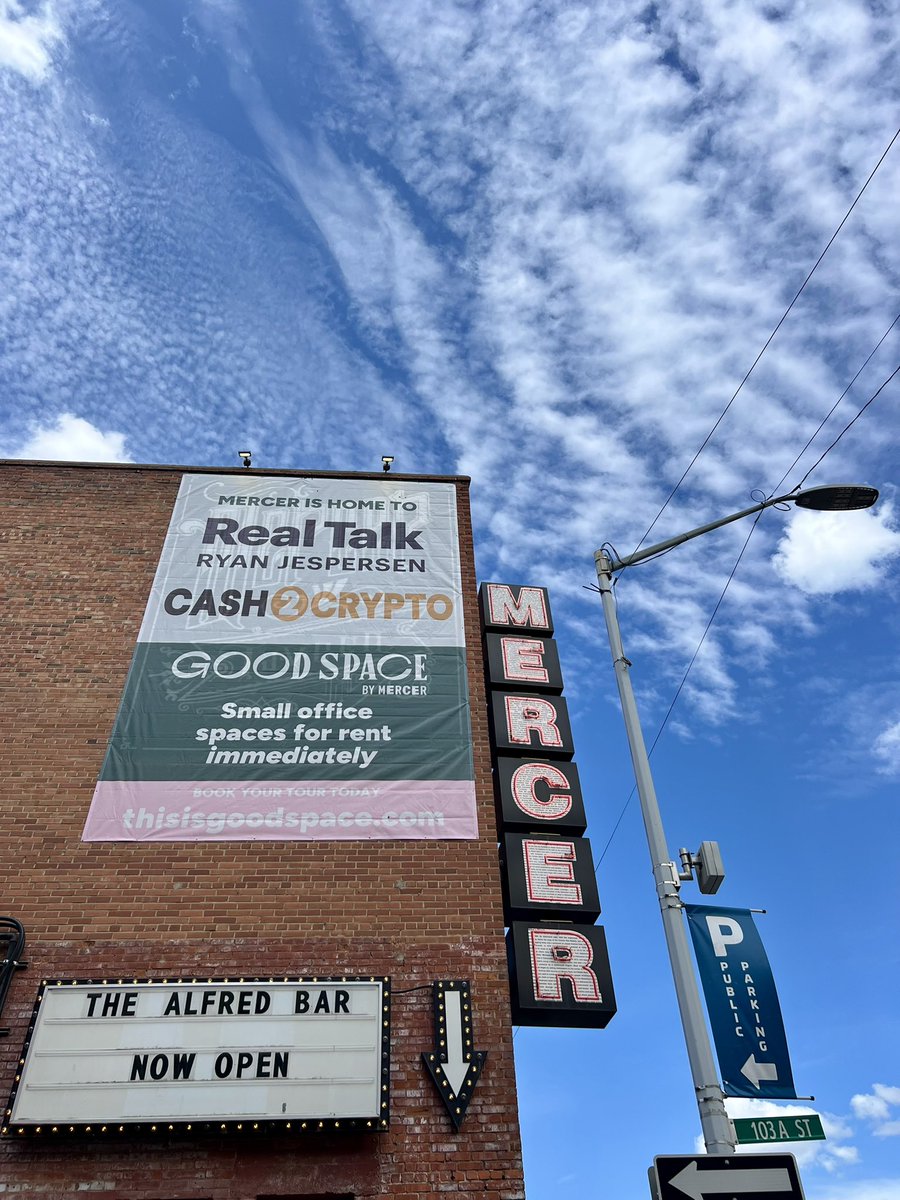 MERCER IS HOME TO
Real Talk
RYAN JESPERSEN
CASH2CRYPTO
GOOD SPACE
BY MERCER
Small office
spaces for rent
immediately
BOOK YOUR TOUR TODAY
thisisgoodspace.com
MERCER
THE ALFRED BAR
NOW OPEN
P
PUBLIC
PARKING
103A ST